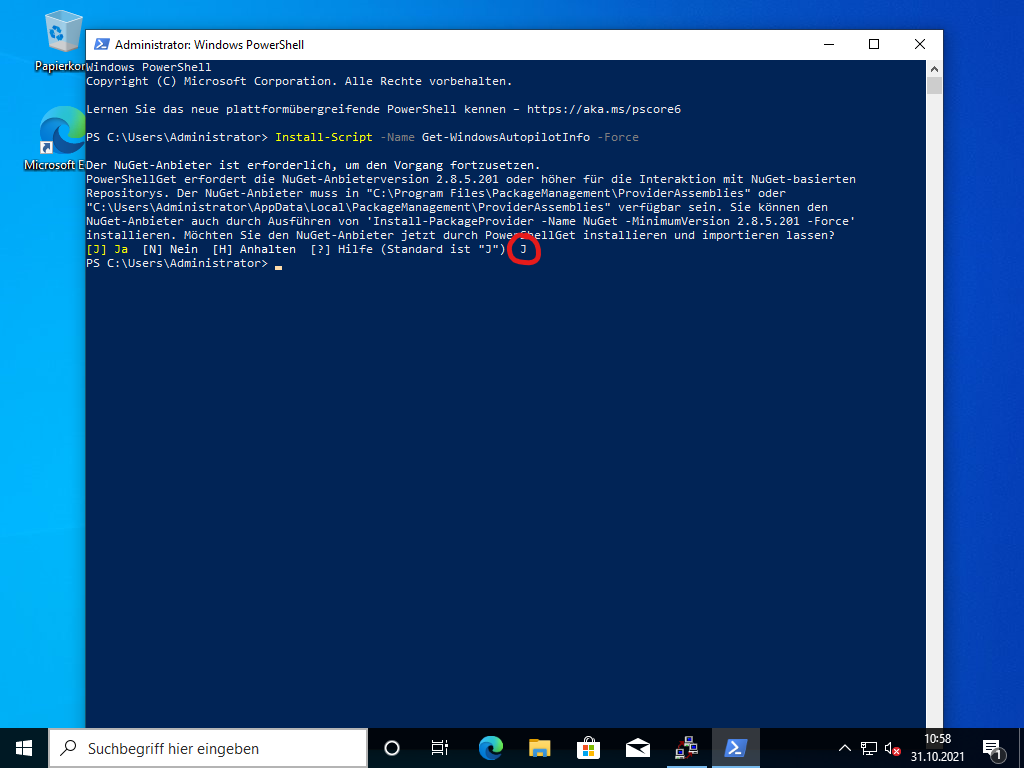 Papierkor
Microsoft E
Administrator: Windows PowerShell
Windows PowerShell
Copyright (C) Microsoft Corporation. Alle Rechte vorbehalten.
Lernen Sie das neue plattformübergreifende PowerShell kennen – https://aka.ms/pscore6
PS C:\Users\Administrator> Install-Script -Name Get-WindowsAutopilotInfo -Force
Der NuGet-Anbieter ist erforderlich, um den Vorgang fortzusetzen.
PowerShellGet erfordert die NuGet-Anbieterversion 2.8.5.201 oder höher für die Interaktion mit NuGet-basierten
Repositorys. Der NuGet-Anbieter muss in "C:\Program Files\PackageManagement\ProviderAssemblies" oder
"C:\Users\Administrator\AppData\Local\PackageManagement\ProviderAssemblies" verfügbar sein. Sie können den
NuGet-Anbieter auch durch Ausführen von 'Install-PackageProvider -Name NuGet -MinimumVersion 2.8.5.201 -Force'
installieren. Möchten Sie den NuGet-Anbieter jetzt durch PowerShellGet installieren und importieren lassen?
[J] Ja  [N] Nein  [H] Anhalten  [?] Hilfe (Standard ist "J"): J
PS C:\Users\Administrator>
Suchbegriff hier eingeben
10:58
31.10.2021
1